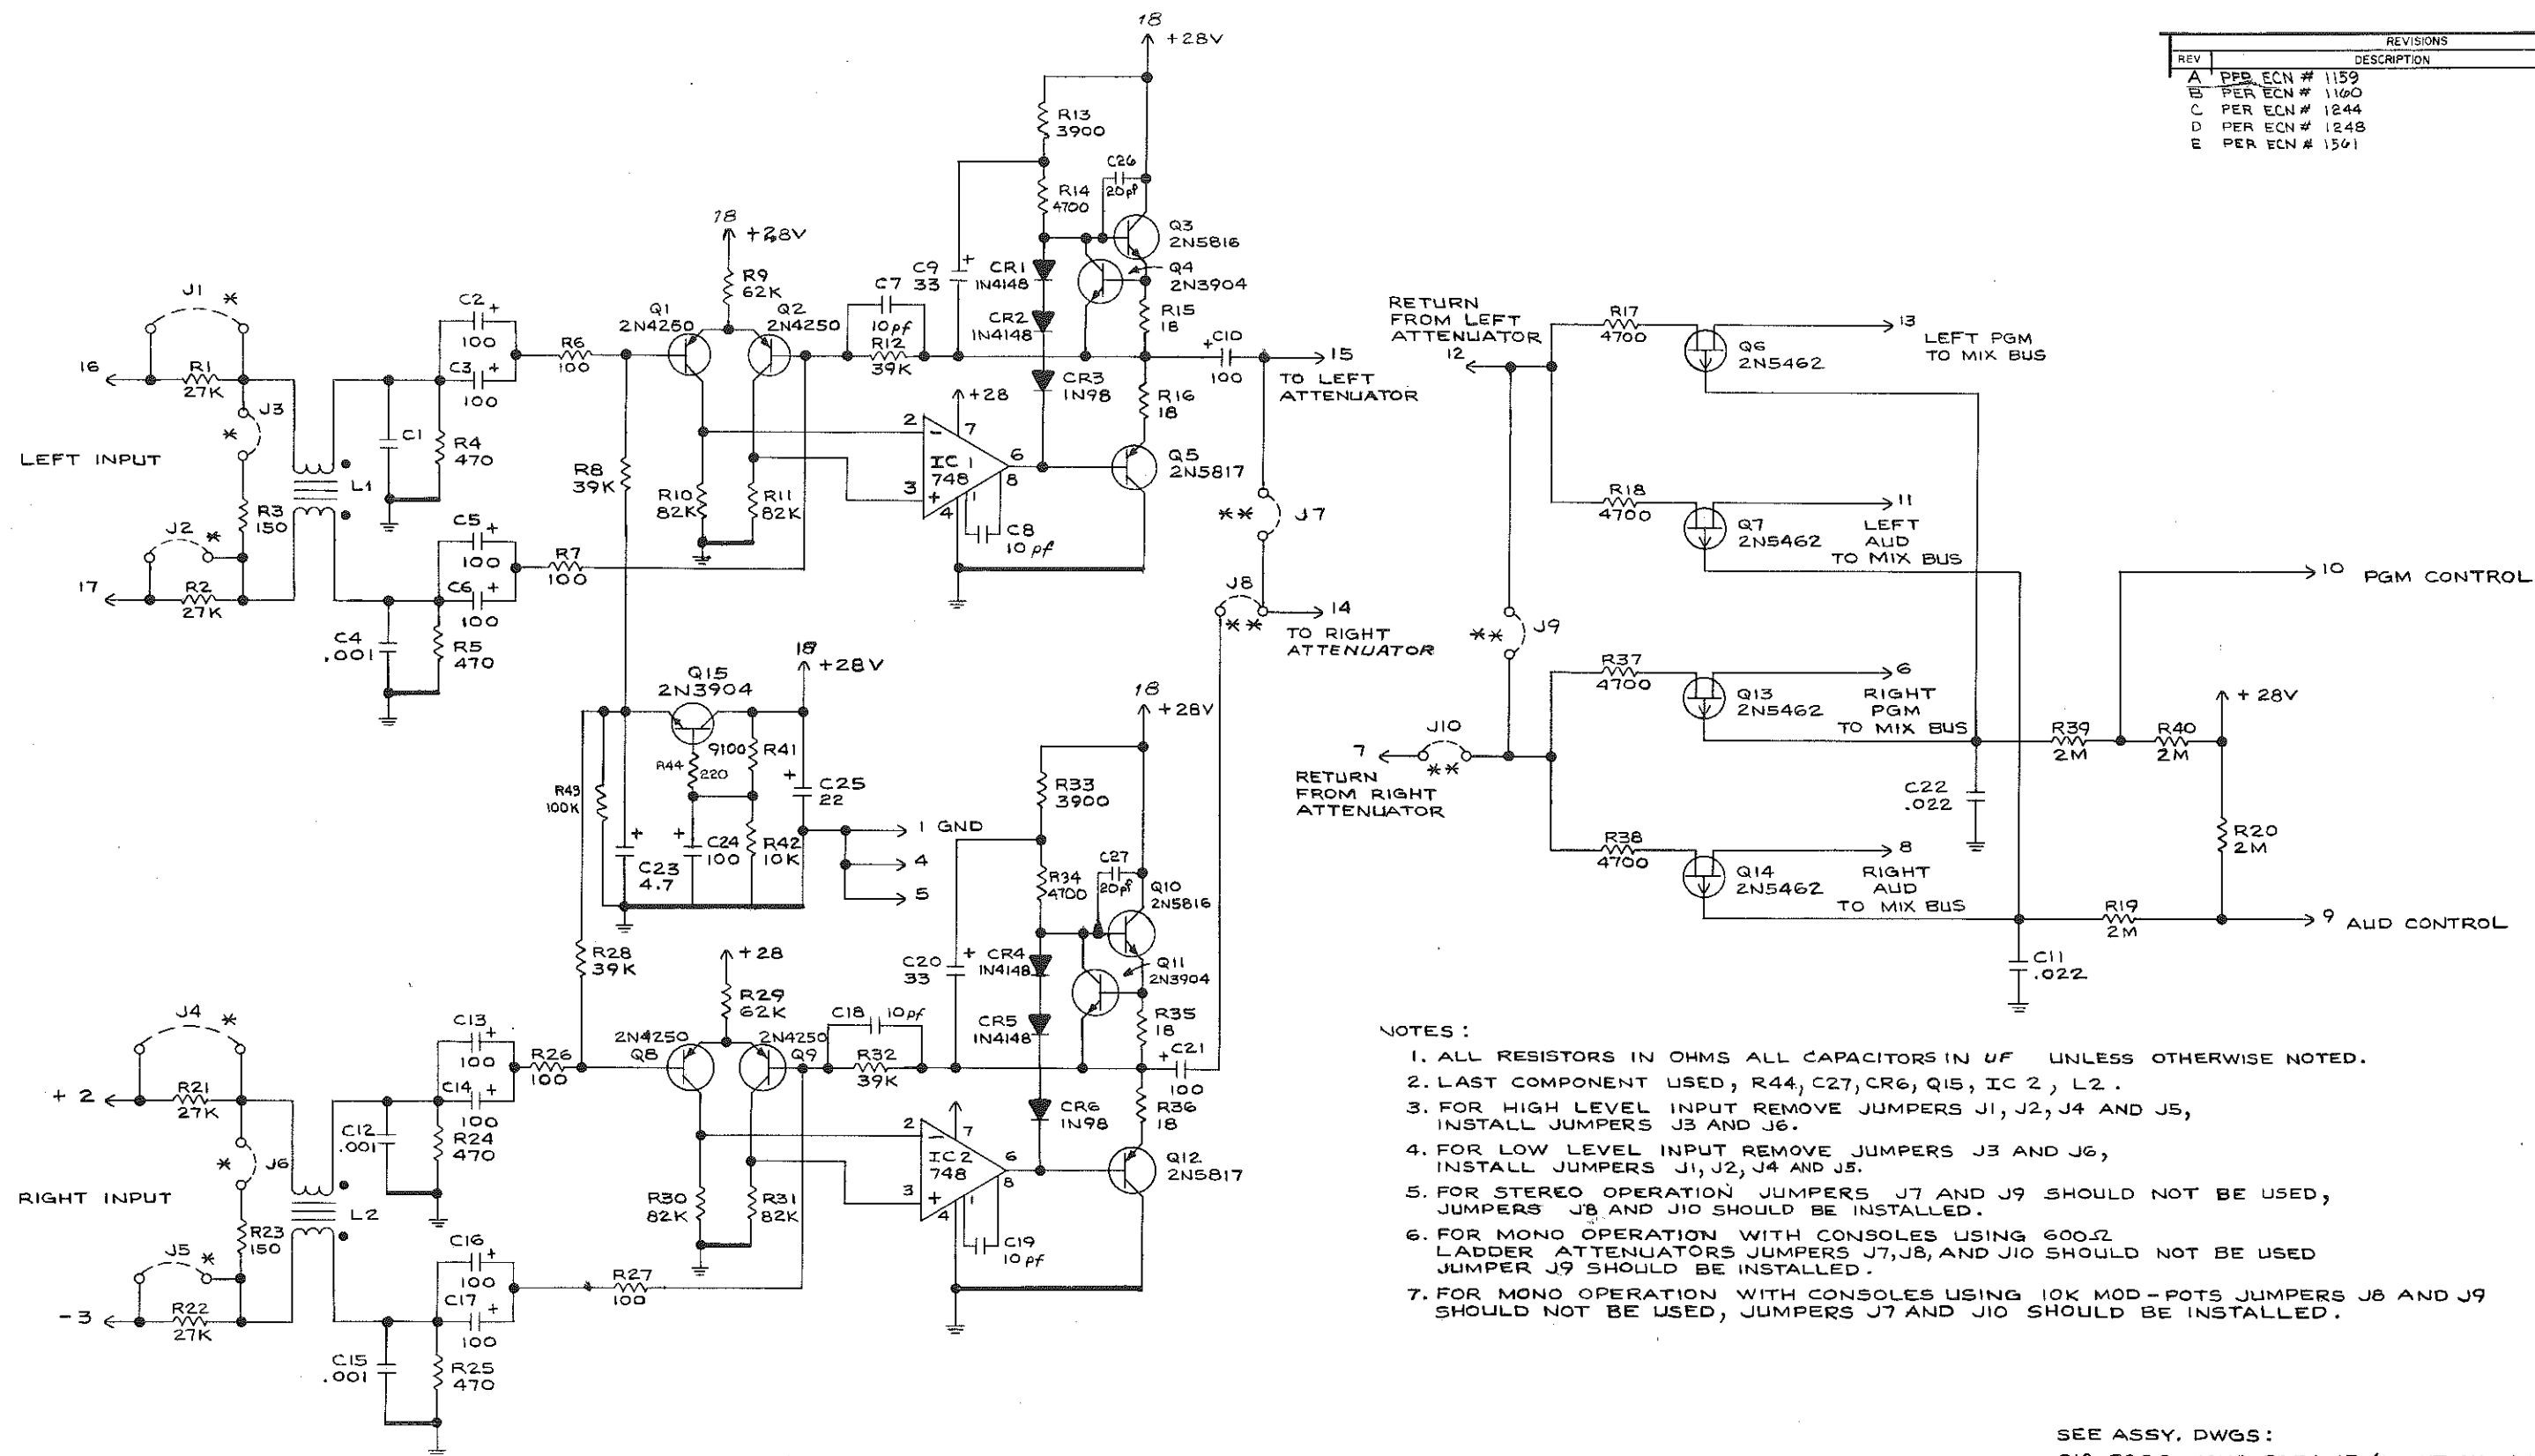 REVISIONS
REV DESCRIPTION
A PER ECN # 1159
B PER ECN # 1160
C PER ECN # 1244
D PER ECN # 1248
E PER ECN # 1561
18
+28V
R13
3900
C26
20pf
R14
4700
Q3
2N5816
Q4
2N3904
18
+28V
R9
62K
C9
33
+
CR1
1N4148
CR2
1N4148
R15
18
C7
10pf
R12
39K
Q1
2N4250
Q2
2N4250
J1 *
C2 +
100
C3 +
100
R6
100
16
R1
27K
J3
*
C1
R4
470
LEFT INPUT
L1
R3
150
J2 *
17
R2
27K
C5 +
100
C6 +
100
R7
100
C4
.001
R5
470
R8
39K
R10
82K
R11
82K
+28
2
-
7
IC 1
748
6
3
+
1
8
4
C8
10pf
CR3
1N98
R16
18
Q5
2N5817
+ C10
100
15
TO LEFT
ATTENUATOR
** J7
J8
**
14
TO RIGHT
ATTENUATOR
RETURN
FROM LEFT
ATTENUATOR
12
R17
4700
Q6
2N5462
13
LEFT PGM
TO MIX BUS
R18
4700
Q7
2N5462
11
LEFT
AUD
TO MIX BUS
10 PGM CONTROL
** J9
R37
4700
Q13
2N5462
6
RIGHT
PGM
TO MIX BUS
+ 28V
R39
2M
R40
2M
J10
**
7
RETURN
FROM RIGHT
ATTENUATOR
C22
.022
R20
2M
R38
4700
Q14
2N5462
8
RIGHT
AUD
TO MIX BUS
R19
2M
9 AUD CONTROL
C11
.022
18
+28V
Q15
2N3904
9100 R41
R44
220
+ C25
22
R43
100K
+
C23
4.7
+
C24
100
R42
10K
1 GND
4
5
18
+28V
R33
3900
R34
4700
C27
20pf
Q10
2N5816
Q11
2N3904
C20
33
+
CR4
1N4148
CR5
1N4148
R35
18
R28
39K
+28
R29
62K
2N4250
Q8
2N4250
Q9
C18 10pf
R32
39K
+C21
100
J4 *
C13 +
100
C14 +
100
R26
100
+ 2
R21
27K
J6
*
C12
.001
R24
470
RIGHT INPUT
L2
R23
150
J5 *
- 3
R22
27K
C16 +
100
C17 +
100
R27
100
C15
.001
R25
470
R30
82K
R31
82K
2
-
7
IC 2
748
6
3
+
1
8
4
C19
10pf
CR6
1N98
R36
18
Q12
2N5817
NOTES :
1. ALL RESISTORS IN OHMS ALL CAPACITORS IN UF UNLESS OTHERWISE NOTED.
2. LAST COMPONENT USED, R44, C27, CR6, Q15, IC 2, L2.
3. FOR HIGH LEVEL INPUT REMOVE JUMPERS J1, J2, J4 AND J5,
INSTALL JUMPERS J3 AND J6.
4. FOR LOW LEVEL INPUT REMOVE JUMPERS J3 AND J6,
INSTALL JUMPERS J1, J2, J4 AND J5.
5. FOR STEREO OPERATION JUMPERS J7 AND J9 SHOULD NOT BE USED,
JUMPERS J8 AND J10 SHOULD BE INSTALLED.
6. FOR MONO OPERATION WITH CONSOLES USING 600Ω
LADDER ATTENUATORS JUMPERS J7, J8, AND J10 SHOULD NOT BE USED
JUMPER J9 SHOULD BE INSTALLED.
7. FOR MONO OPERATION WITH CONSOLES USING 10K MOD-POTS JUMPERS J8 AND J9
SHOULD NOT BE USED, JUMPERS J7 AND J10 SHOULD BE INSTALLED.
SEE ASSY. DWGS: